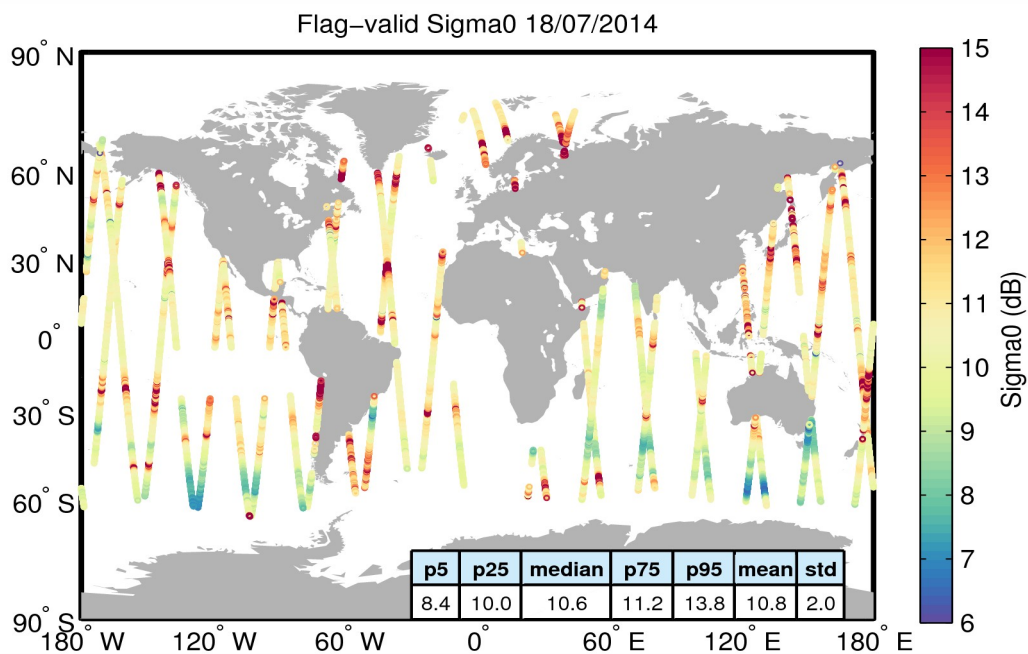 Flag−valid Sigma0 18/07/2014
90° N
60° N
30° N
0°
30° S
60° S
90° S
180° W
120° W
60° W
0°
60° E
120° E
180° E
p5 p25 median p75 p95 mean std
8.4 10.0 10.6 11.2 13.8 10.8 2.0
15
14
13
12
11
10
9
8
7
6
Sigma0 (dB)